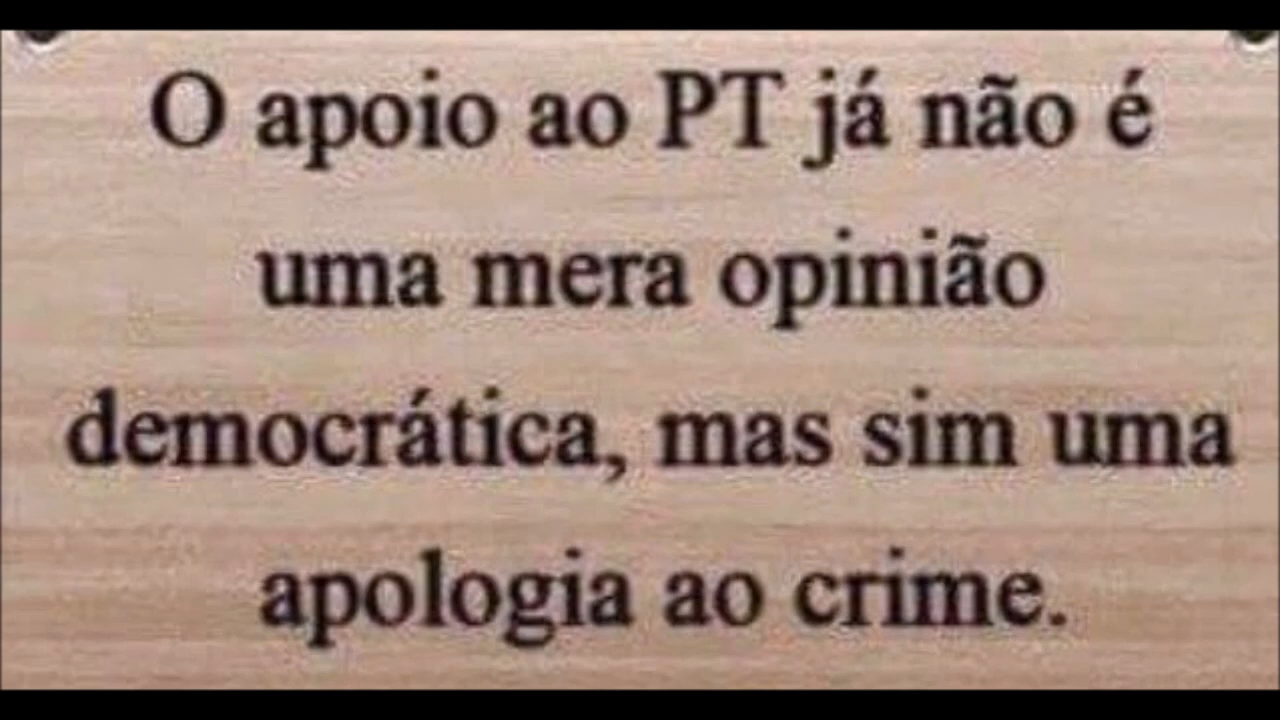 O apoio ao PT já não é
uma mera opinião
democrática, mas sim uma
apologia ao crime.